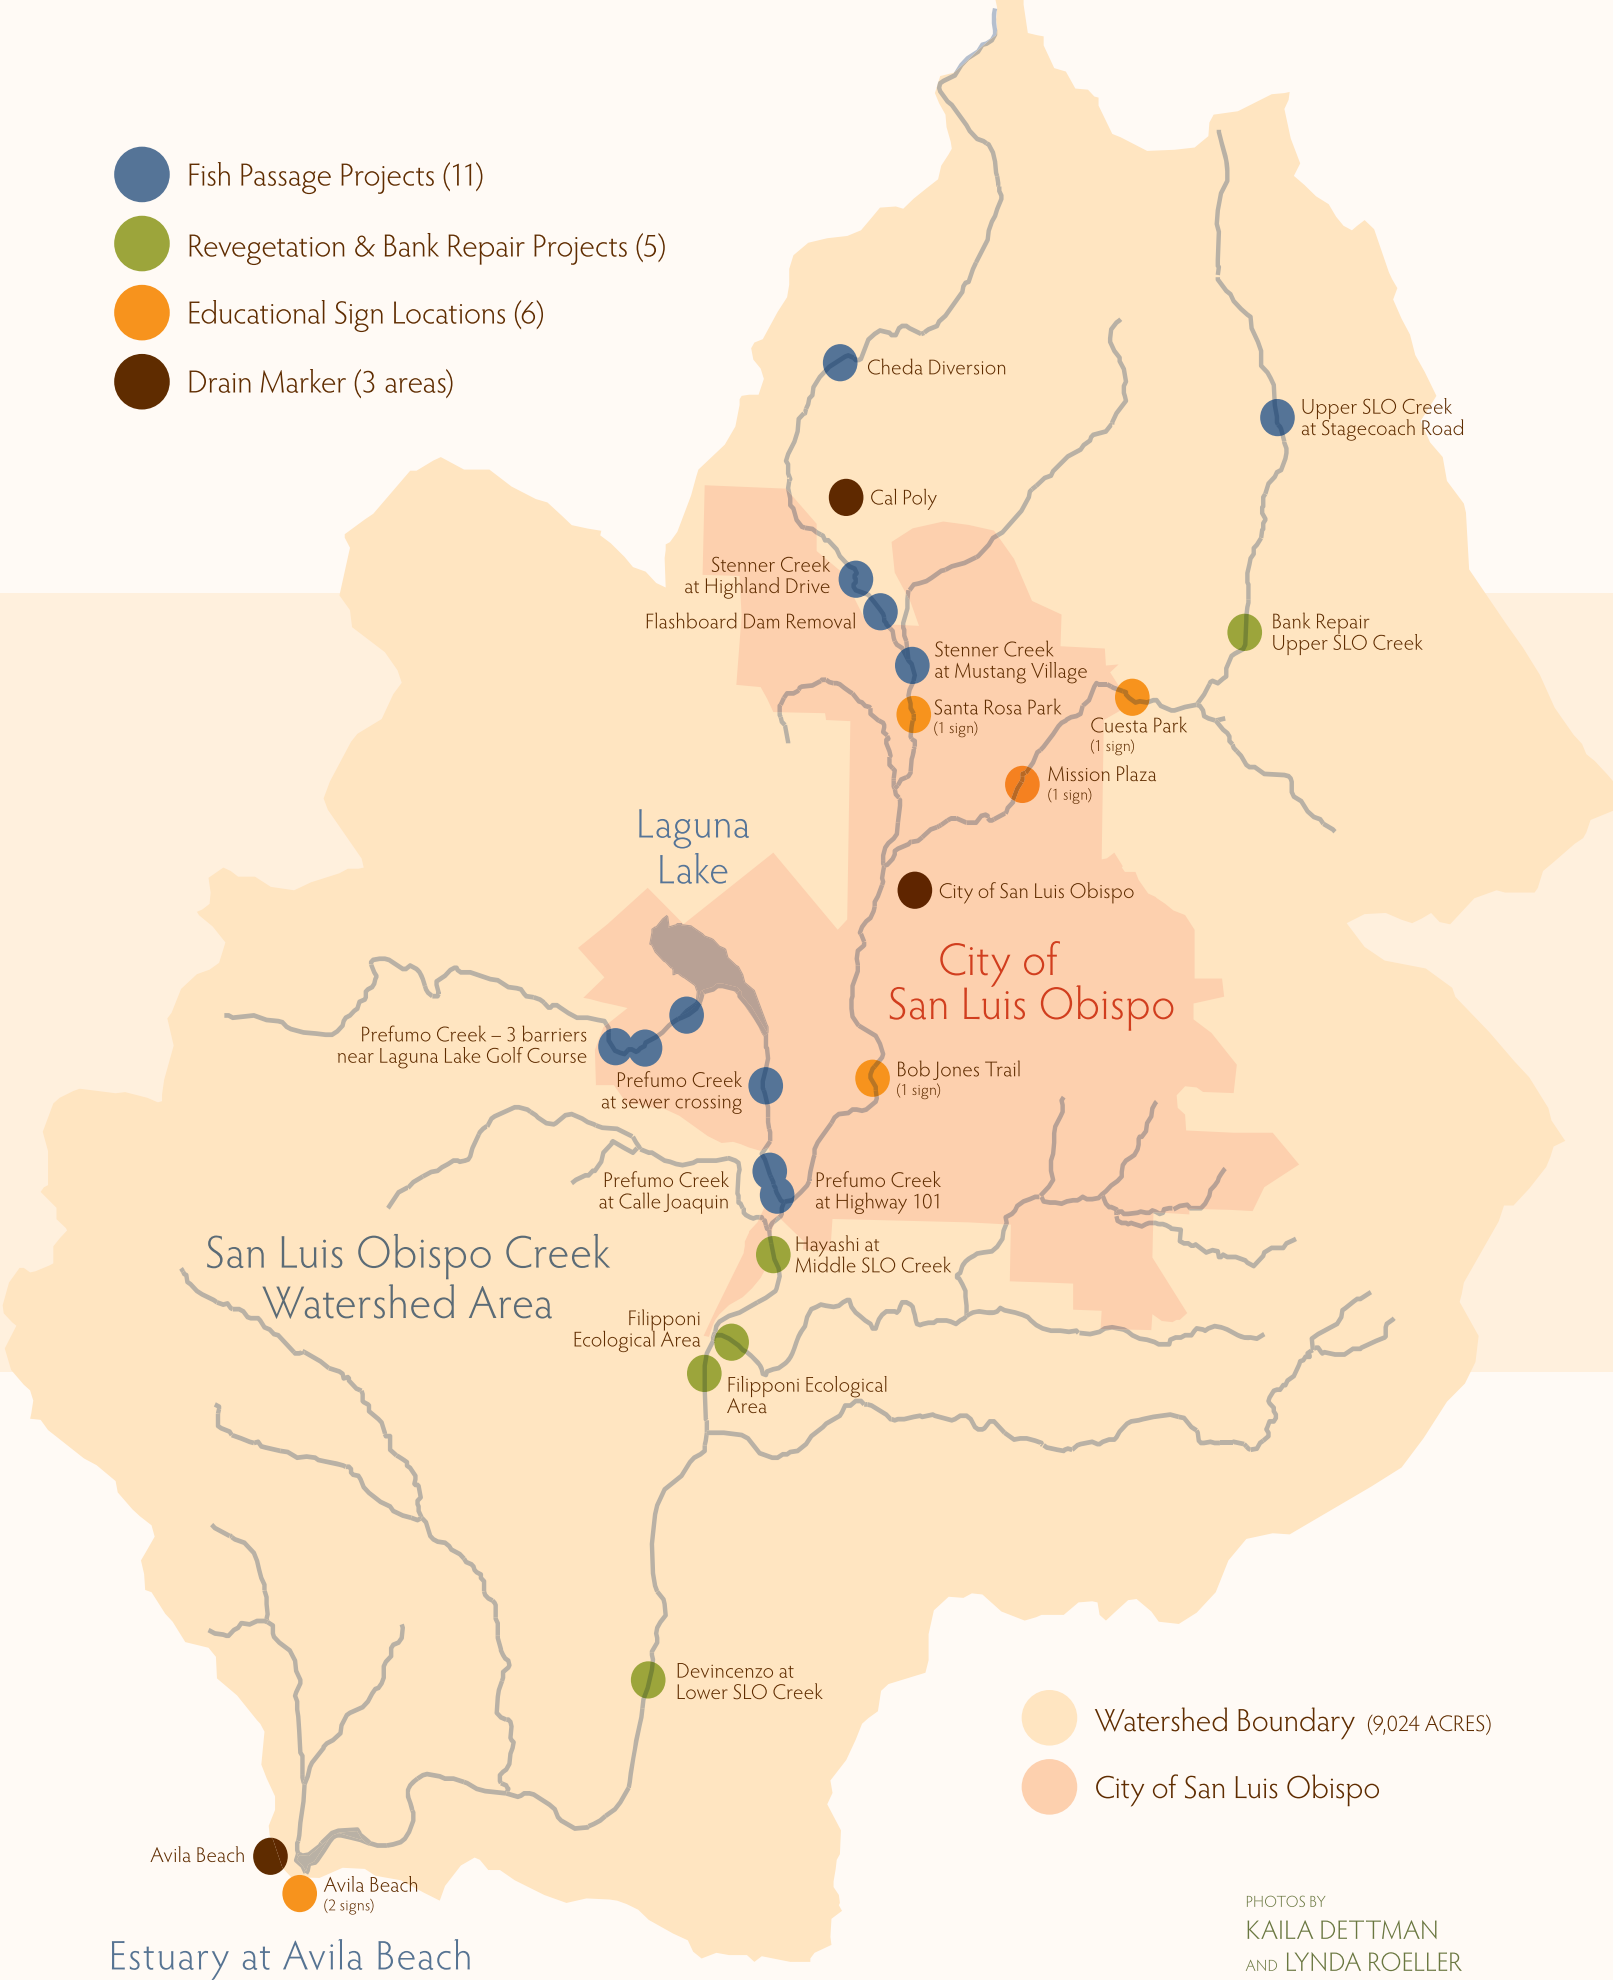 Fish Passage Projects (11)
Revegetation & Bank Repair Projects (5)
Educational Sign Locations (6)
Drain Marker (3 areas)
Cheda Diversion
Upper SLO Creek
at Stagecoach Road
Cal Poly
Stenner Creek
at Highland Drive
Flashboard Dam Removal
Bank Repair
Upper SLO Creek
Stenner Creek
at Mustang Village
Santa Rosa Park
(1 sign)
Cuesta Park
(1 sign)
Mission Plaza
(1 sign)
Laguna
Lake
City of San Luis Obispo
City of
San Luis Obispo
Prefumo Creek – 3 barriers
near Laguna Lake Golf Course
Prefumo Creek
at sewer crossing
Bob Jones Trail
(1 sign)
Prefumo Creek
at Calle Joaquin
Prefumo Creek
at Highway 101
San Luis Obispo Creek
Watershed Area
Hayashi at
Middle SLO Creek
Filipponi
Ecological Area
Filipponi Ecological
Area
Devincenzo at
Lower SLO Creek
Watershed Boundary (9,024 ACRES)
City of San Luis Obispo
Avila Beach
Avila Beach
(2 signs)
Estuary at Avila Beach
PHOTOS BY
KAILA DETTMAN
AND LYNDA ROELLER